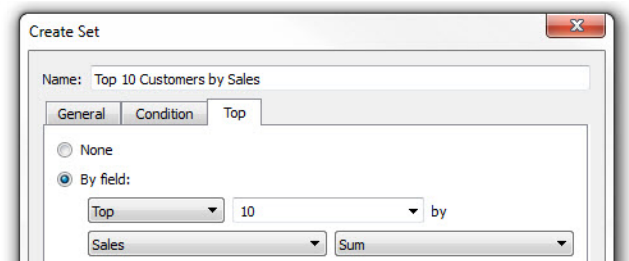 Create Set
Name: Top 10 Customers by Sales
General Condition Top
None
By field:
Top 10 by
Sales Sum